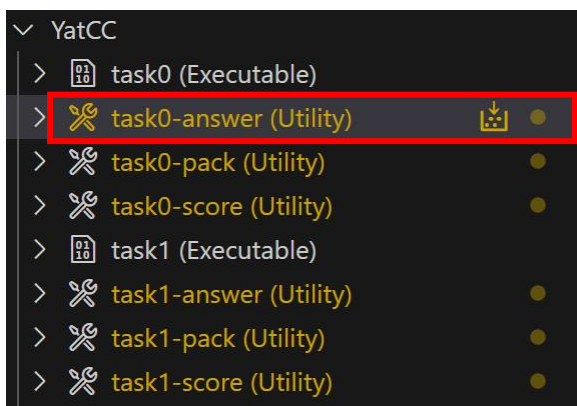 YatCC
task0 (Executable)
task0-answer (Utility)
task0-pack (Utility)
task0-score (Utility)
task1 (Executable)
task1-answer (Utility)
task1-pack (Utility)
task1-score (Utility)